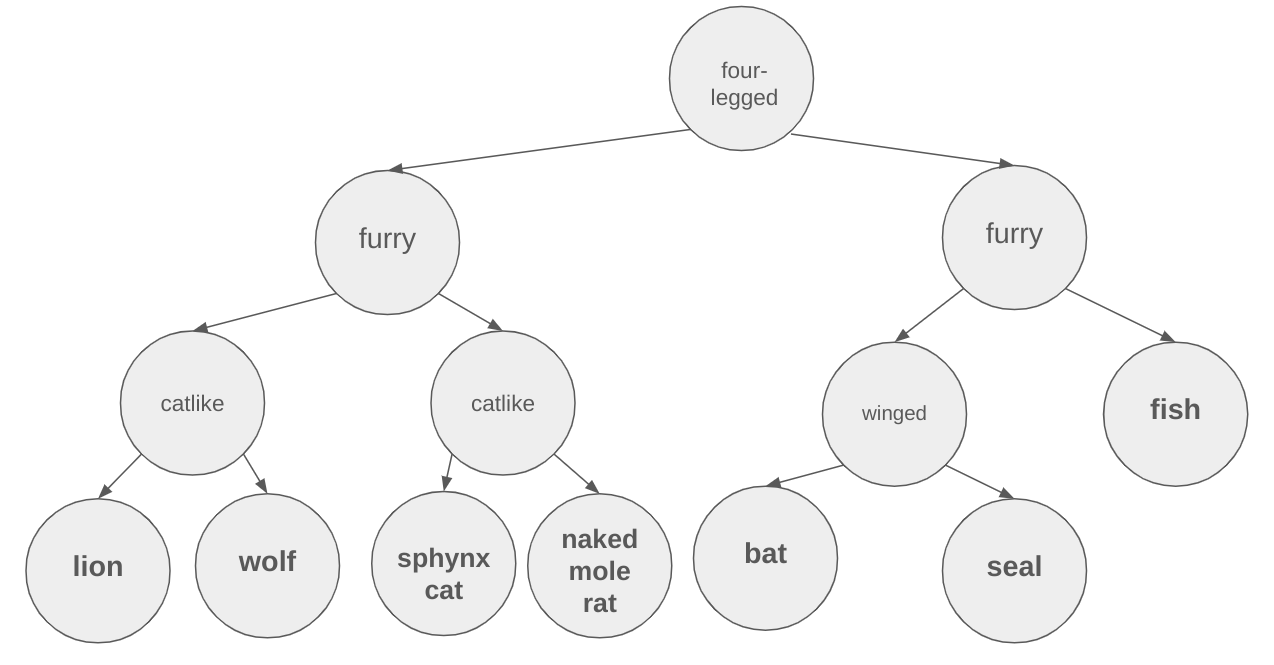 four-
legged
furry
furry
catlike
catlike
winged
fish
lion
wolf
sphynx
cat
naked
mole
rat
bat
seal